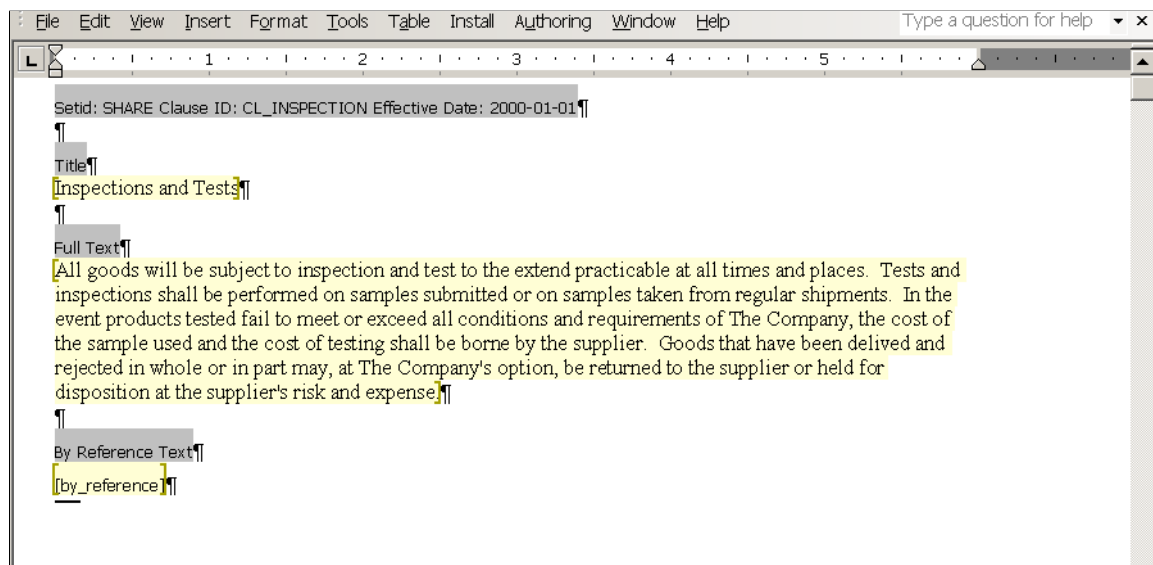 File Edit View Insert Format Tools Table Install Authoring Window Help Type a question for help
L 1 2 3 4 5
Setid: SHARE Clause ID: CL_INSPECTION Effective Date: 2000-01-01¶
¶
Title¶
[Inspections and Tests]¶
¶
Full Text¶
[All goods will be subject to inspection and test to the extend practicable at all times and places.  Tests and
inspections shall be performed on samples submitted or on samples taken from regular shipments.  In the
event products tested fail to meet or exceed all conditions and requirements of The Company, the cost of
the sample used and the cost of testing shall be borne by the supplier.  Goods that have been delived and
rejected in whole or in part may, at The Company's option, be returned to the supplier or held for
disposition at the supplier's risk and expense.]¶
¶
By Reference Text¶
[[by_reference]]¶